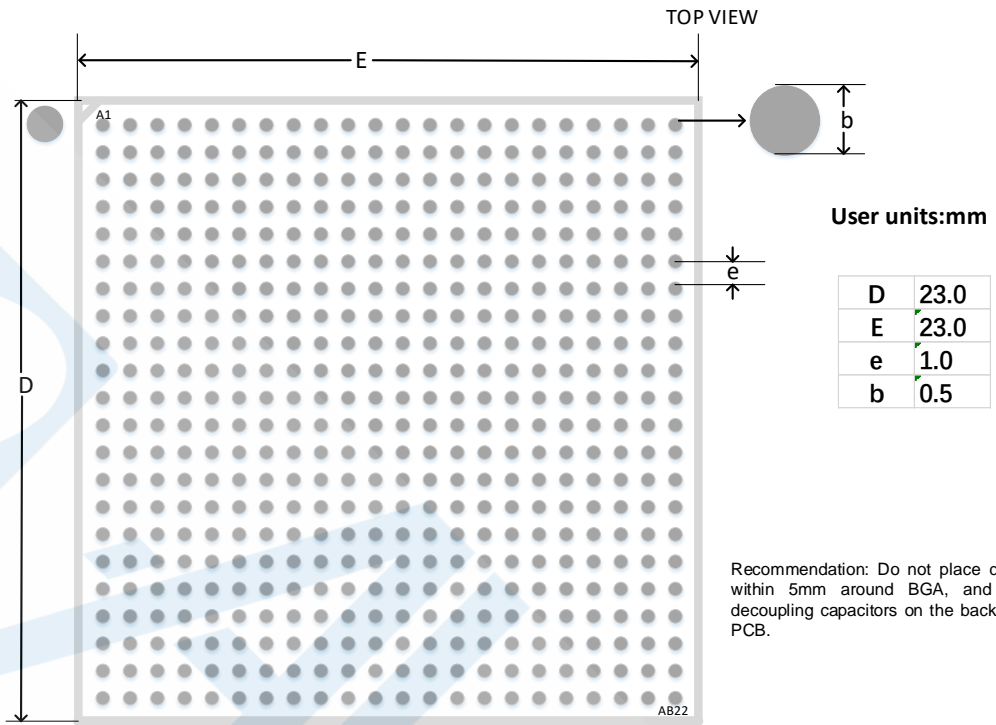 TOP VIEW
E
A1
b
User units:mm
e
D 23.0
E 23.0
e 1.0
b 0.5
D
Recommendation: Do not place
within 5mm around BGA, and
decoupling capacitors on the back
PCB.
AB22